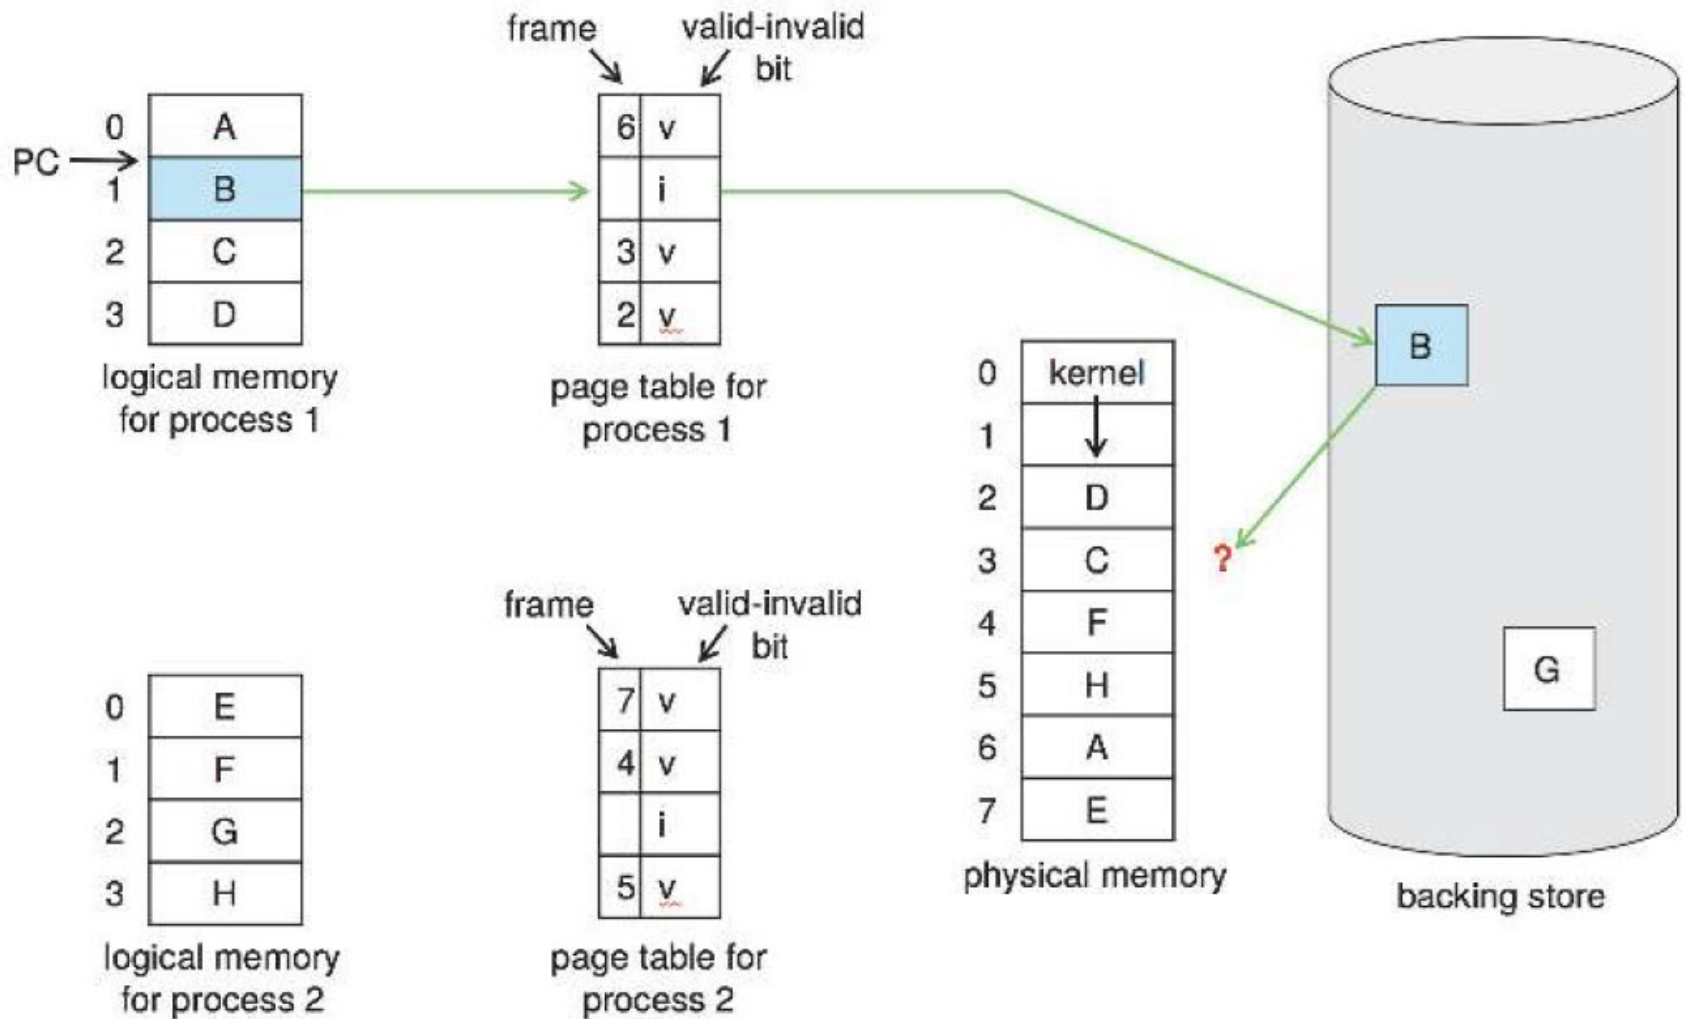 frame
valid-invalid
bit
0 A
PC
1 B
2 C
3 D
6 v
i
3 v
2 v
logical memory
for process 1
page table for
process 1
B
G
backing store
0 kernel
1
2 D
3 C
4 F
5 H
6 A
7 E
?
physical memory
frame
valid-invalid
bit
0 E
1 F
2 G
3 H
7 v
4 v
i
5 v
logical memory
for process 2
page table for
process 2